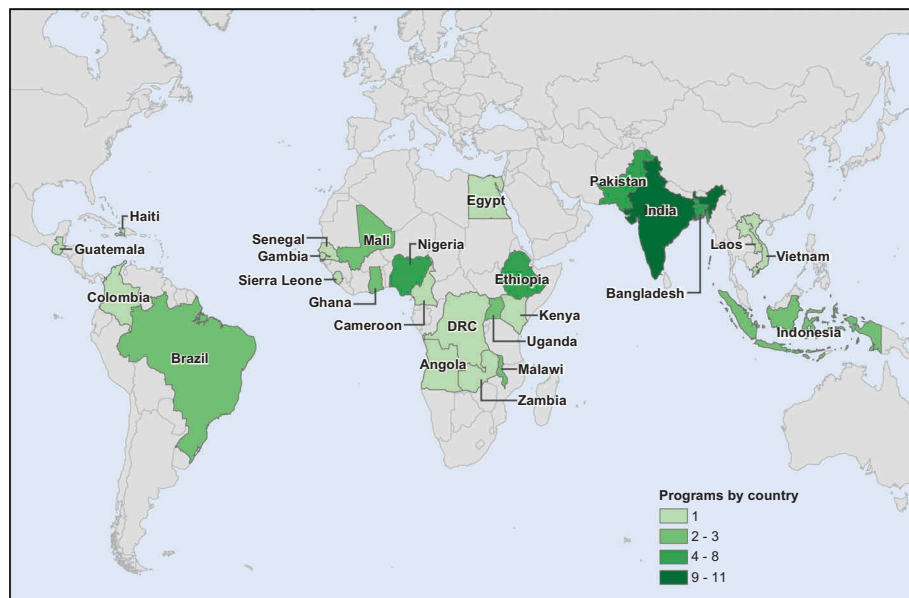 Haiti
Guatemala
Colombia
Brazil
Senegal
Gambia
Sierra Leone
Mali
Ghana
Nigeria
Cameroon
Egypt
Ethiopia
DRC
Kenya
Uganda
Angola
Malawi
Zambia
Pakistan
India
Bangladesh
Laos
Vietnam
Indonesia
Programs by country
1
2 - 3
4 - 8
9 - 11